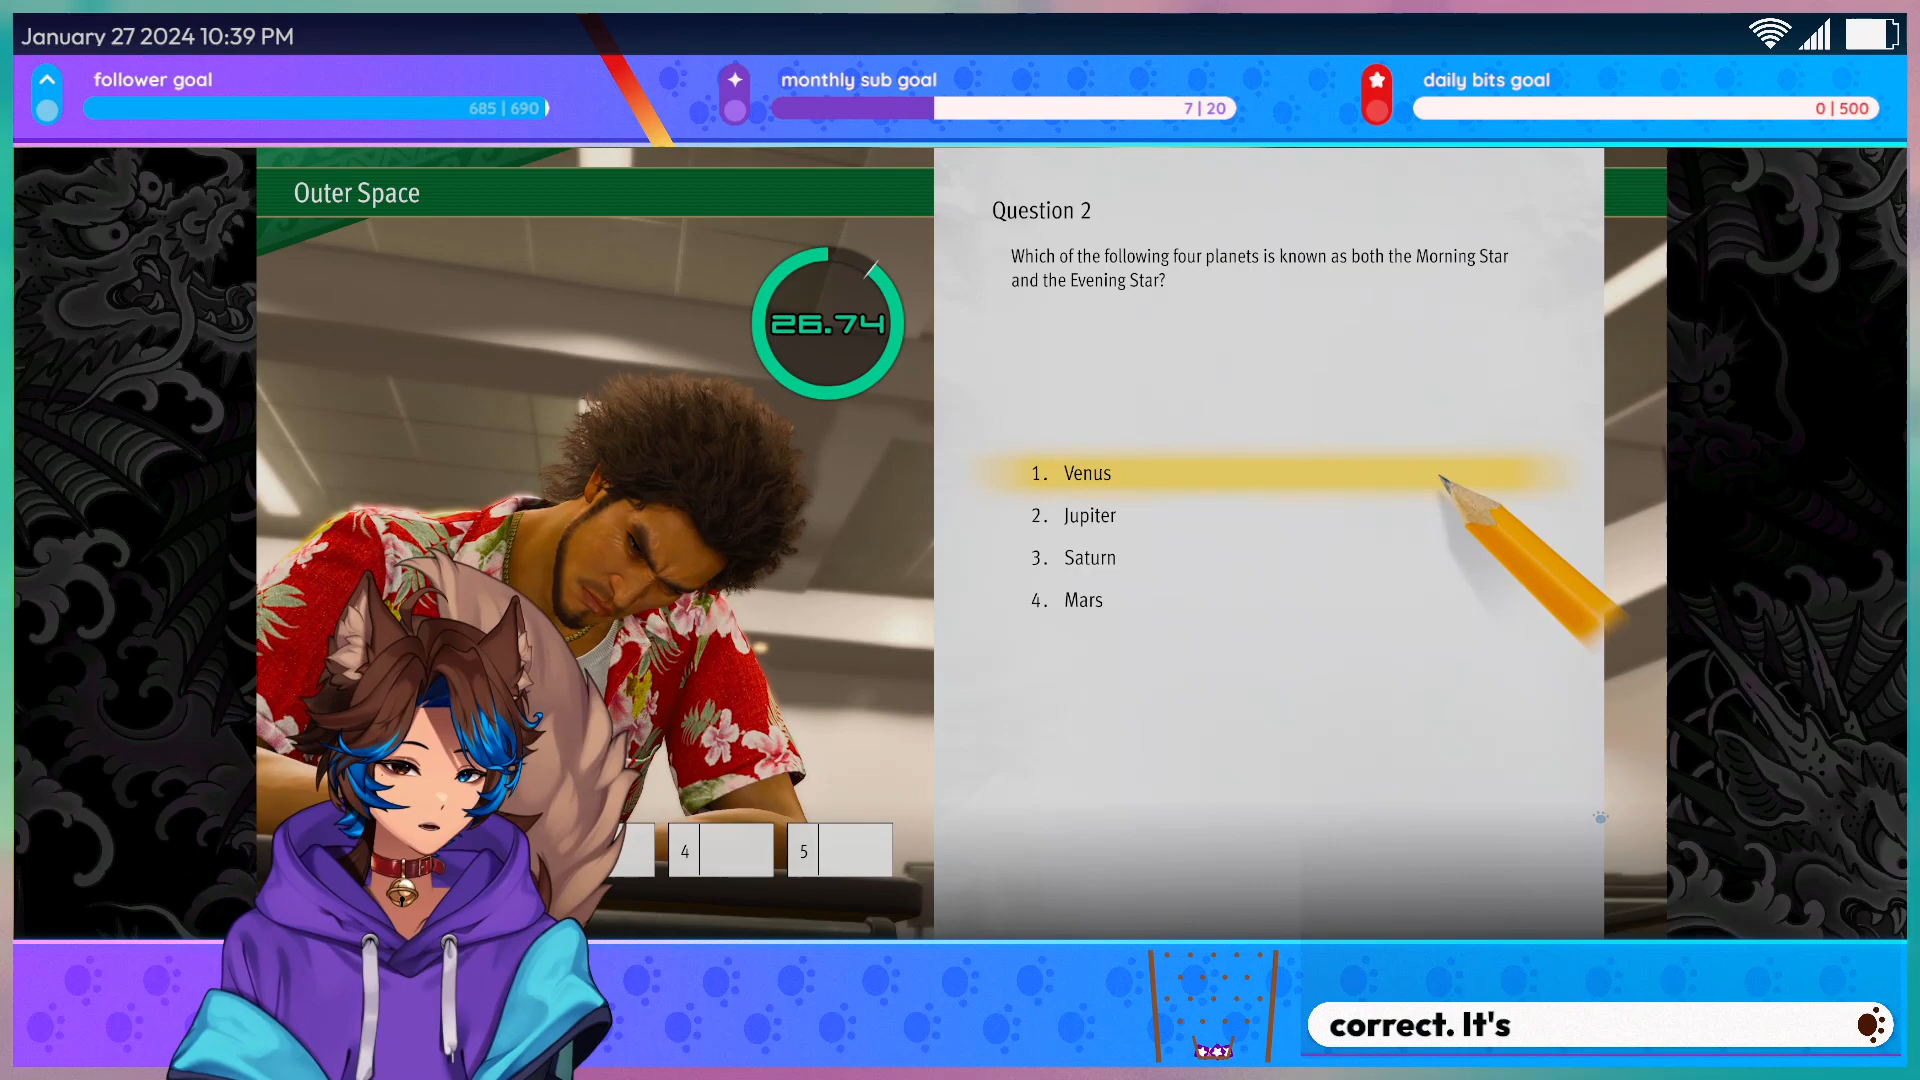 January 27 2024 10:39 PM
follower goal
685 | 690
monthly sub goal
7 | 20
daily bits goal
0 | 500
Outer Space
26.74
Question 2
Which of the following four planets is known as both the Morning Star
and the Evening Star?
1. Venus
2. Jupiter
3. Saturn
4. Mars
4
5
correct. It's